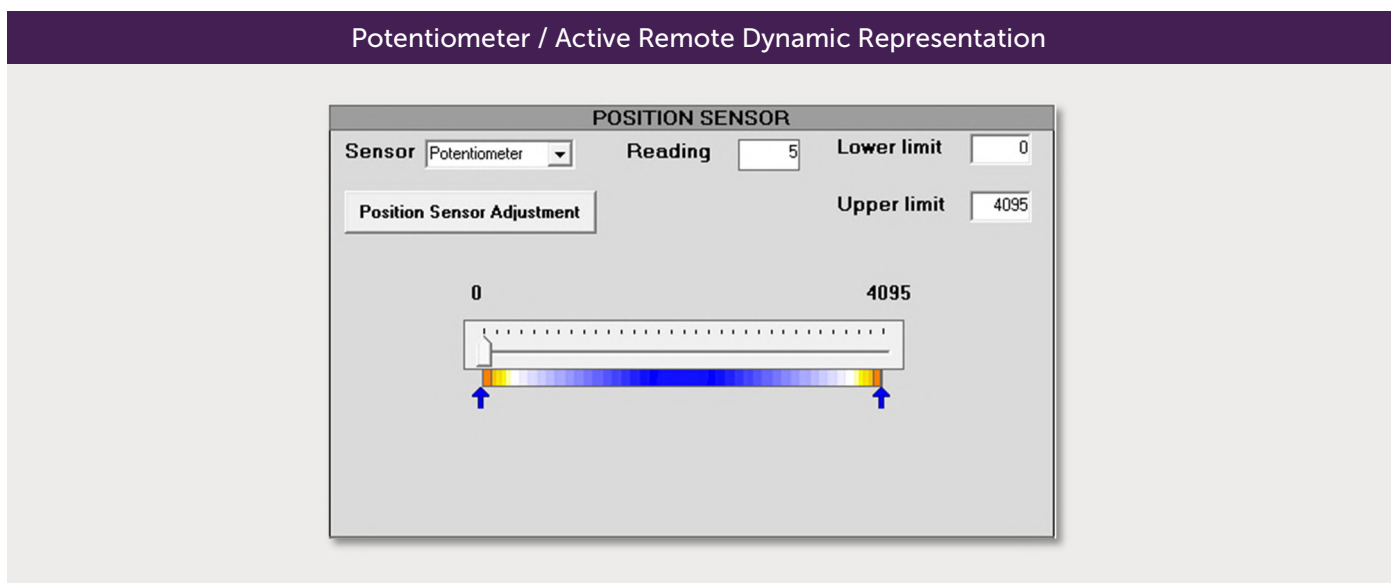 Potentiometer / Active Remote Dynamic Representation
POSITION SENSOR
Sensor Potentiometer Reading 5 Lower limit 0
Position Sensor Adjustment Upper limit 4095
0 4095